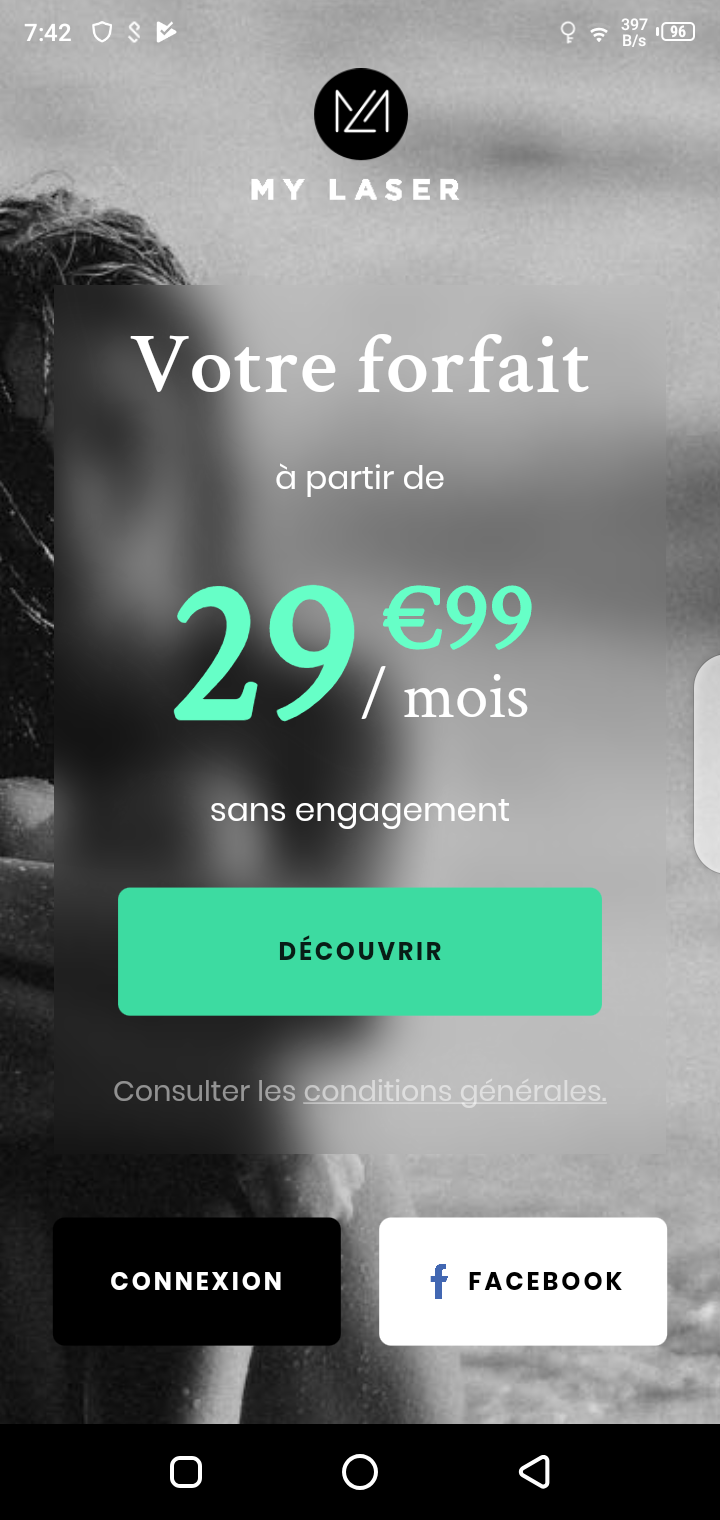 7:42
397
B/s
96
MY LASER
Votre forfait
à partir de
29 €99
/ mois
sans engagement
DÉCOUVRIR
Consulter les conditions générales.
CONNEXION
FACEBOOK